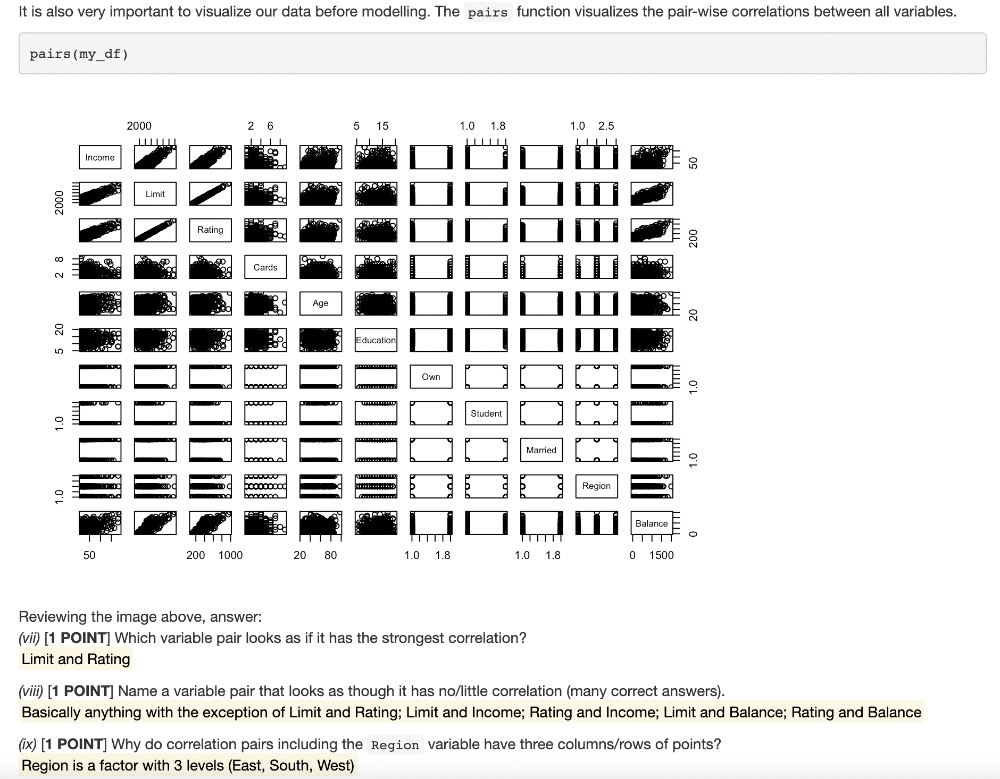 It is also very important to visualize our data before modelling. The pairs function visualizes the pair-wise correlations between all variables.
pairs(my_df)
2000 2 6 5 15 1.0 1.8 1.0 2.5
Income 50
2000 Limit
Rating 200
8 2 Cards
Age 20
20 5 Education
Own 1.0
1.0 Student
Married 1.0
1.0 Region
Balance 0
50 200 1000 20 80 1.0 1.8 1.0 1.8 0 1500
Reviewing the image above, answer:
(vii) [1 POINT] Which variable pair looks as if it has the strongest correlation?
Limit and Rating
(viii) [1 POINT] Name a variable pair that looks as though it has no/little correlation (many correct answers).
Basically anything with the exception of Limit and Rating; Limit and Income; Rating and Income; Limit and Balance; Rating and Balance
(ix) [1 POINT] Why do correlation pairs including the Region variable have three columns/rows of points?
Region is a factor with 3 levels (East, South, West)